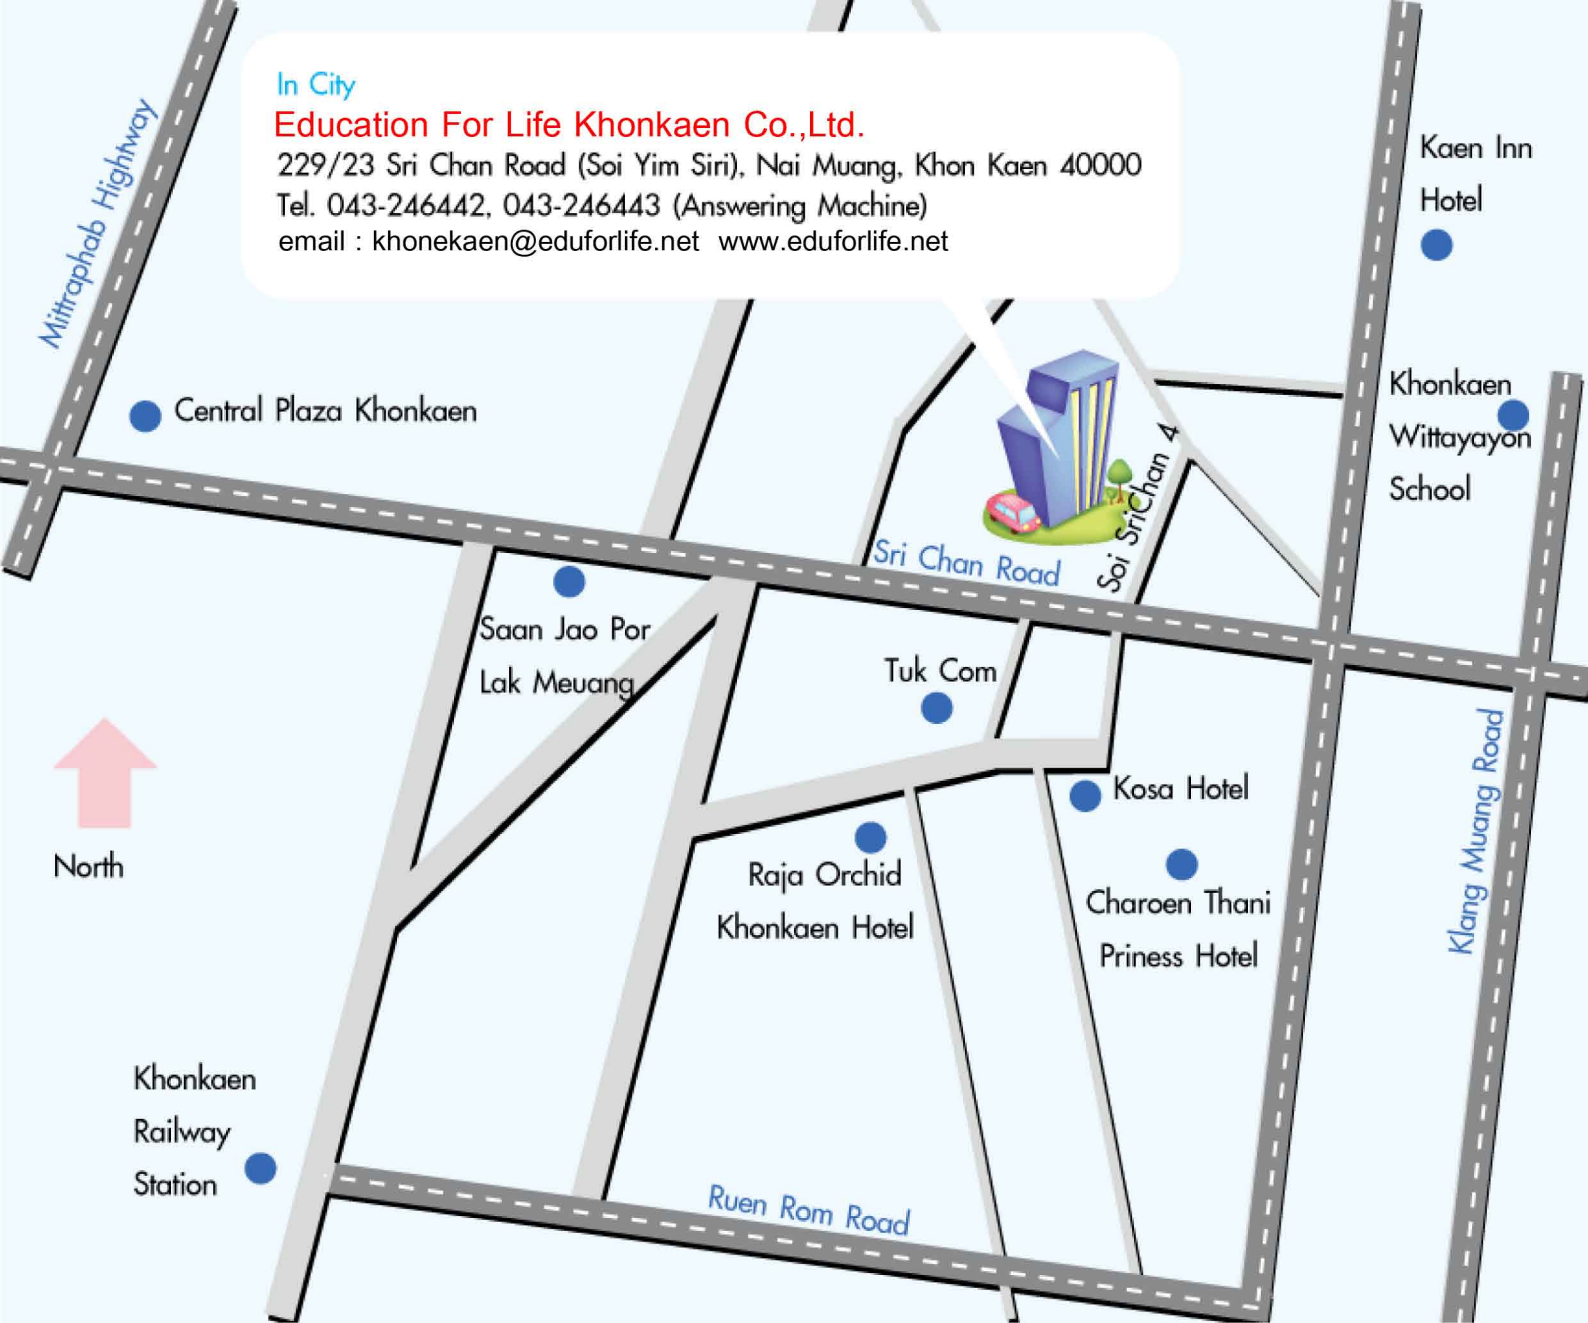 In City
Education For Life Khonkaen Co.,Ltd.
229/23 Sri Chan Road (Soi Yim Siri), Nai Muang, Khon Kaen 40000
Tel. 043-246442, 043-246443 (Answering Machine)
email : khonekaen@eduforlife.net www.eduforlife.net
Mittraphab Hightway
Kaen Inn
Hotel
Central Plaza Khonkaen
Khonkaen
Wittayayon
School
Soi SriChan 4
Sri Chan Road
Saan Jao Por
Lak Meuang
Tuk Com
Kosa Hotel
Klang Muang Road
North
Raja Orchid
Khonkaen Hotel
Charoen Thani
Priness Hotel
Khonkaen
Railway
Station
Ruen Rom Road